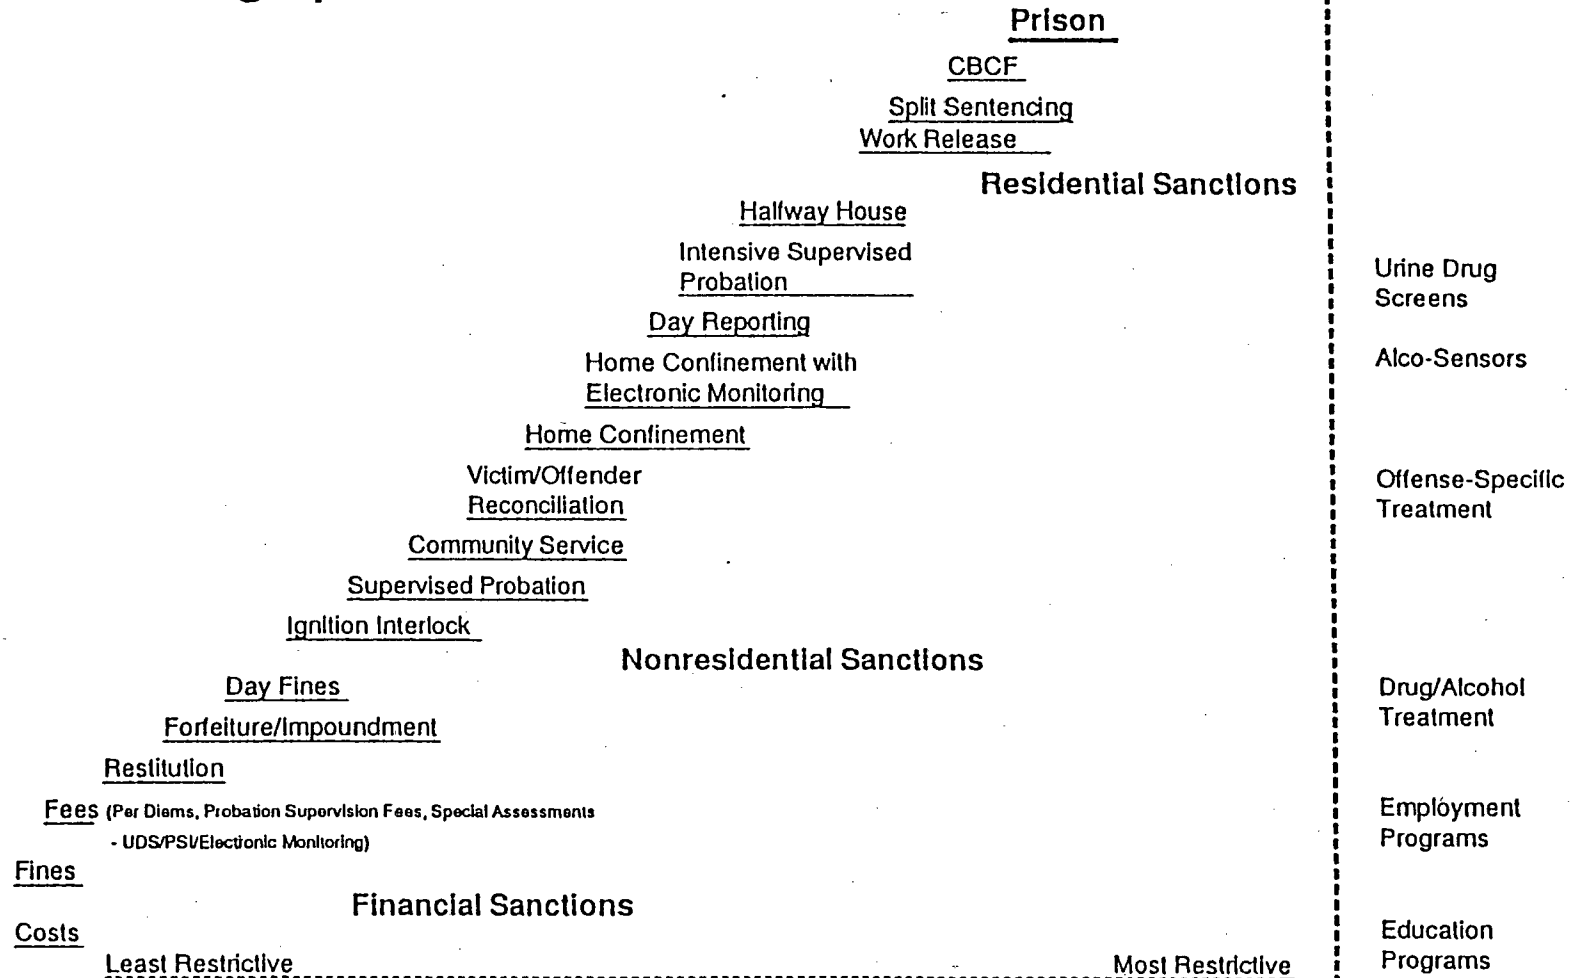 Prison
CBCF
Split Sentencing
Work Release
Residential Sanctions
Halfway House
Intensive Supervised
Probation
Day Reporting
Home Confinement with
Electronic Monitoring
Home Confinement
Victim/Offender
Reconciliation
Community Service
Supervised Probation
Ignition Interlock
Nonresidential Sanctions
Day Fines
Forfeiture/Impoundment
Restitution
Fees (Per Diems, Probation Supervision Fees, Special Assessments
- UDS/PSI/Electronic Monitoring)
Fines
Financial Sanctions
Costs
Least Restrictive
Most Restrictive
Urine Drug
Screens
Alco-Sensors
Offense-Specific
Treatment
Drug/Alcohol
Treatment
Employment
Programs
Education
Programs